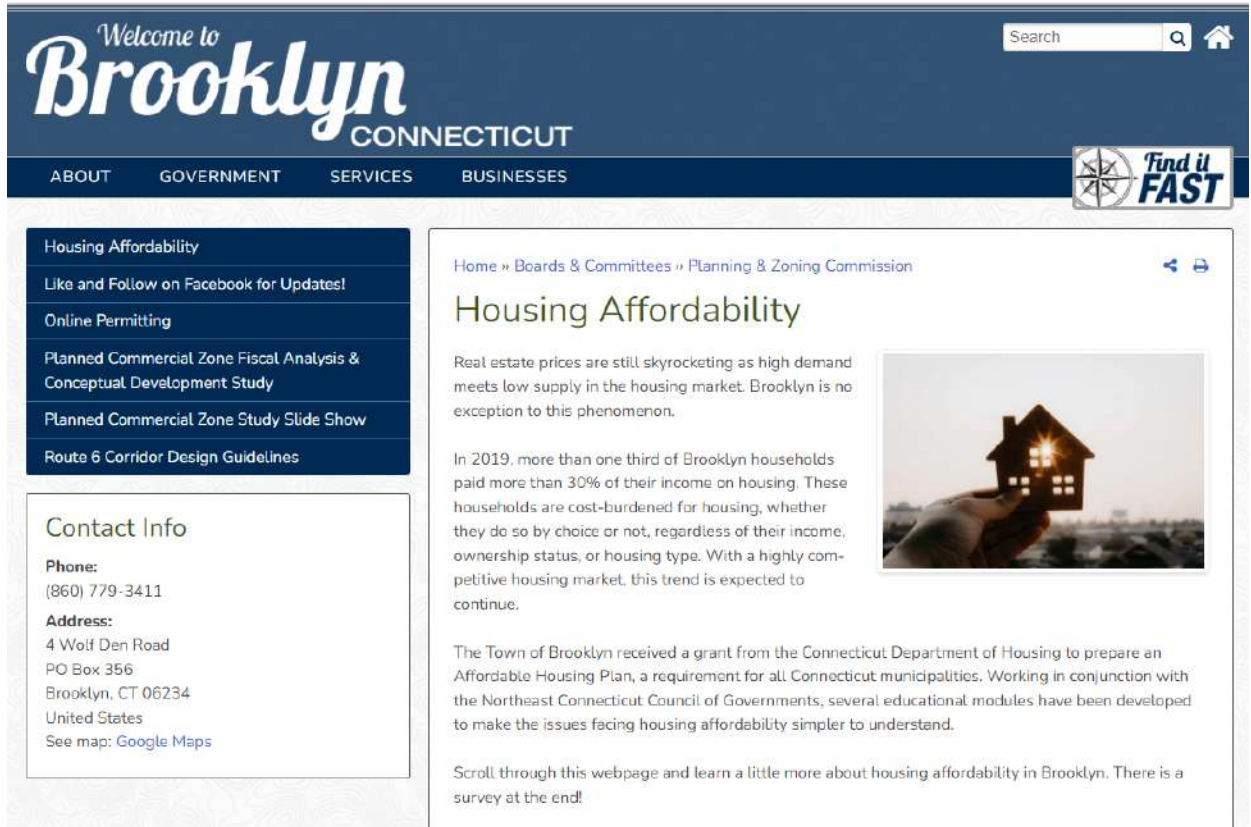 Welcome to
Brooklyn
CONNECTICUT
Search
ABOUT GOVERNMENT SERVICES BUSINESSES
Find it
FAST
Housing Affordability
Like and Follow on Facebook for Updates!
Online Permitting
Planned Commercial Zone Fiscal Analysis &
Conceptual Development Study
Planned Commercial Zone Study Slide Show
Route 6 Corridor Design Guidelines
Contact Info
Phone:
(860) 779-3411
Address:
4 Wolf Den Road
PO Box 356
Brooklyn, CT 06234
United States
See map: Google Maps
Home » Boards & Committees » Planning & Zoning Commission
Housing Affordability
Real estate prices are still skyrocketing as high demand
meets low supply in the housing market. Brooklyn is no
exception to this phenomenon.
In 2019, more than one third of Brooklyn households
paid more than 30% of their income on housing. These
households are cost-burdened for housing, whether
they do so by choice or not, regardless of their income,
ownership status, or housing type. With a highly com-
petitive housing market, this trend is expected to
continue.
The Town of Brooklyn received a grant from the Connecticut Department of Housing to prepare an
Affordable Housing Plan, a requirement for all Connecticut municipalities. Working in conjunction with
the Northeast Connecticut Council of Governments, several educational modules have been developed
to make the issues facing housing affordability simpler to understand.
Scroll through this webpage and learn a little more about housing affordability in Brooklyn. There is a
survey at the end!